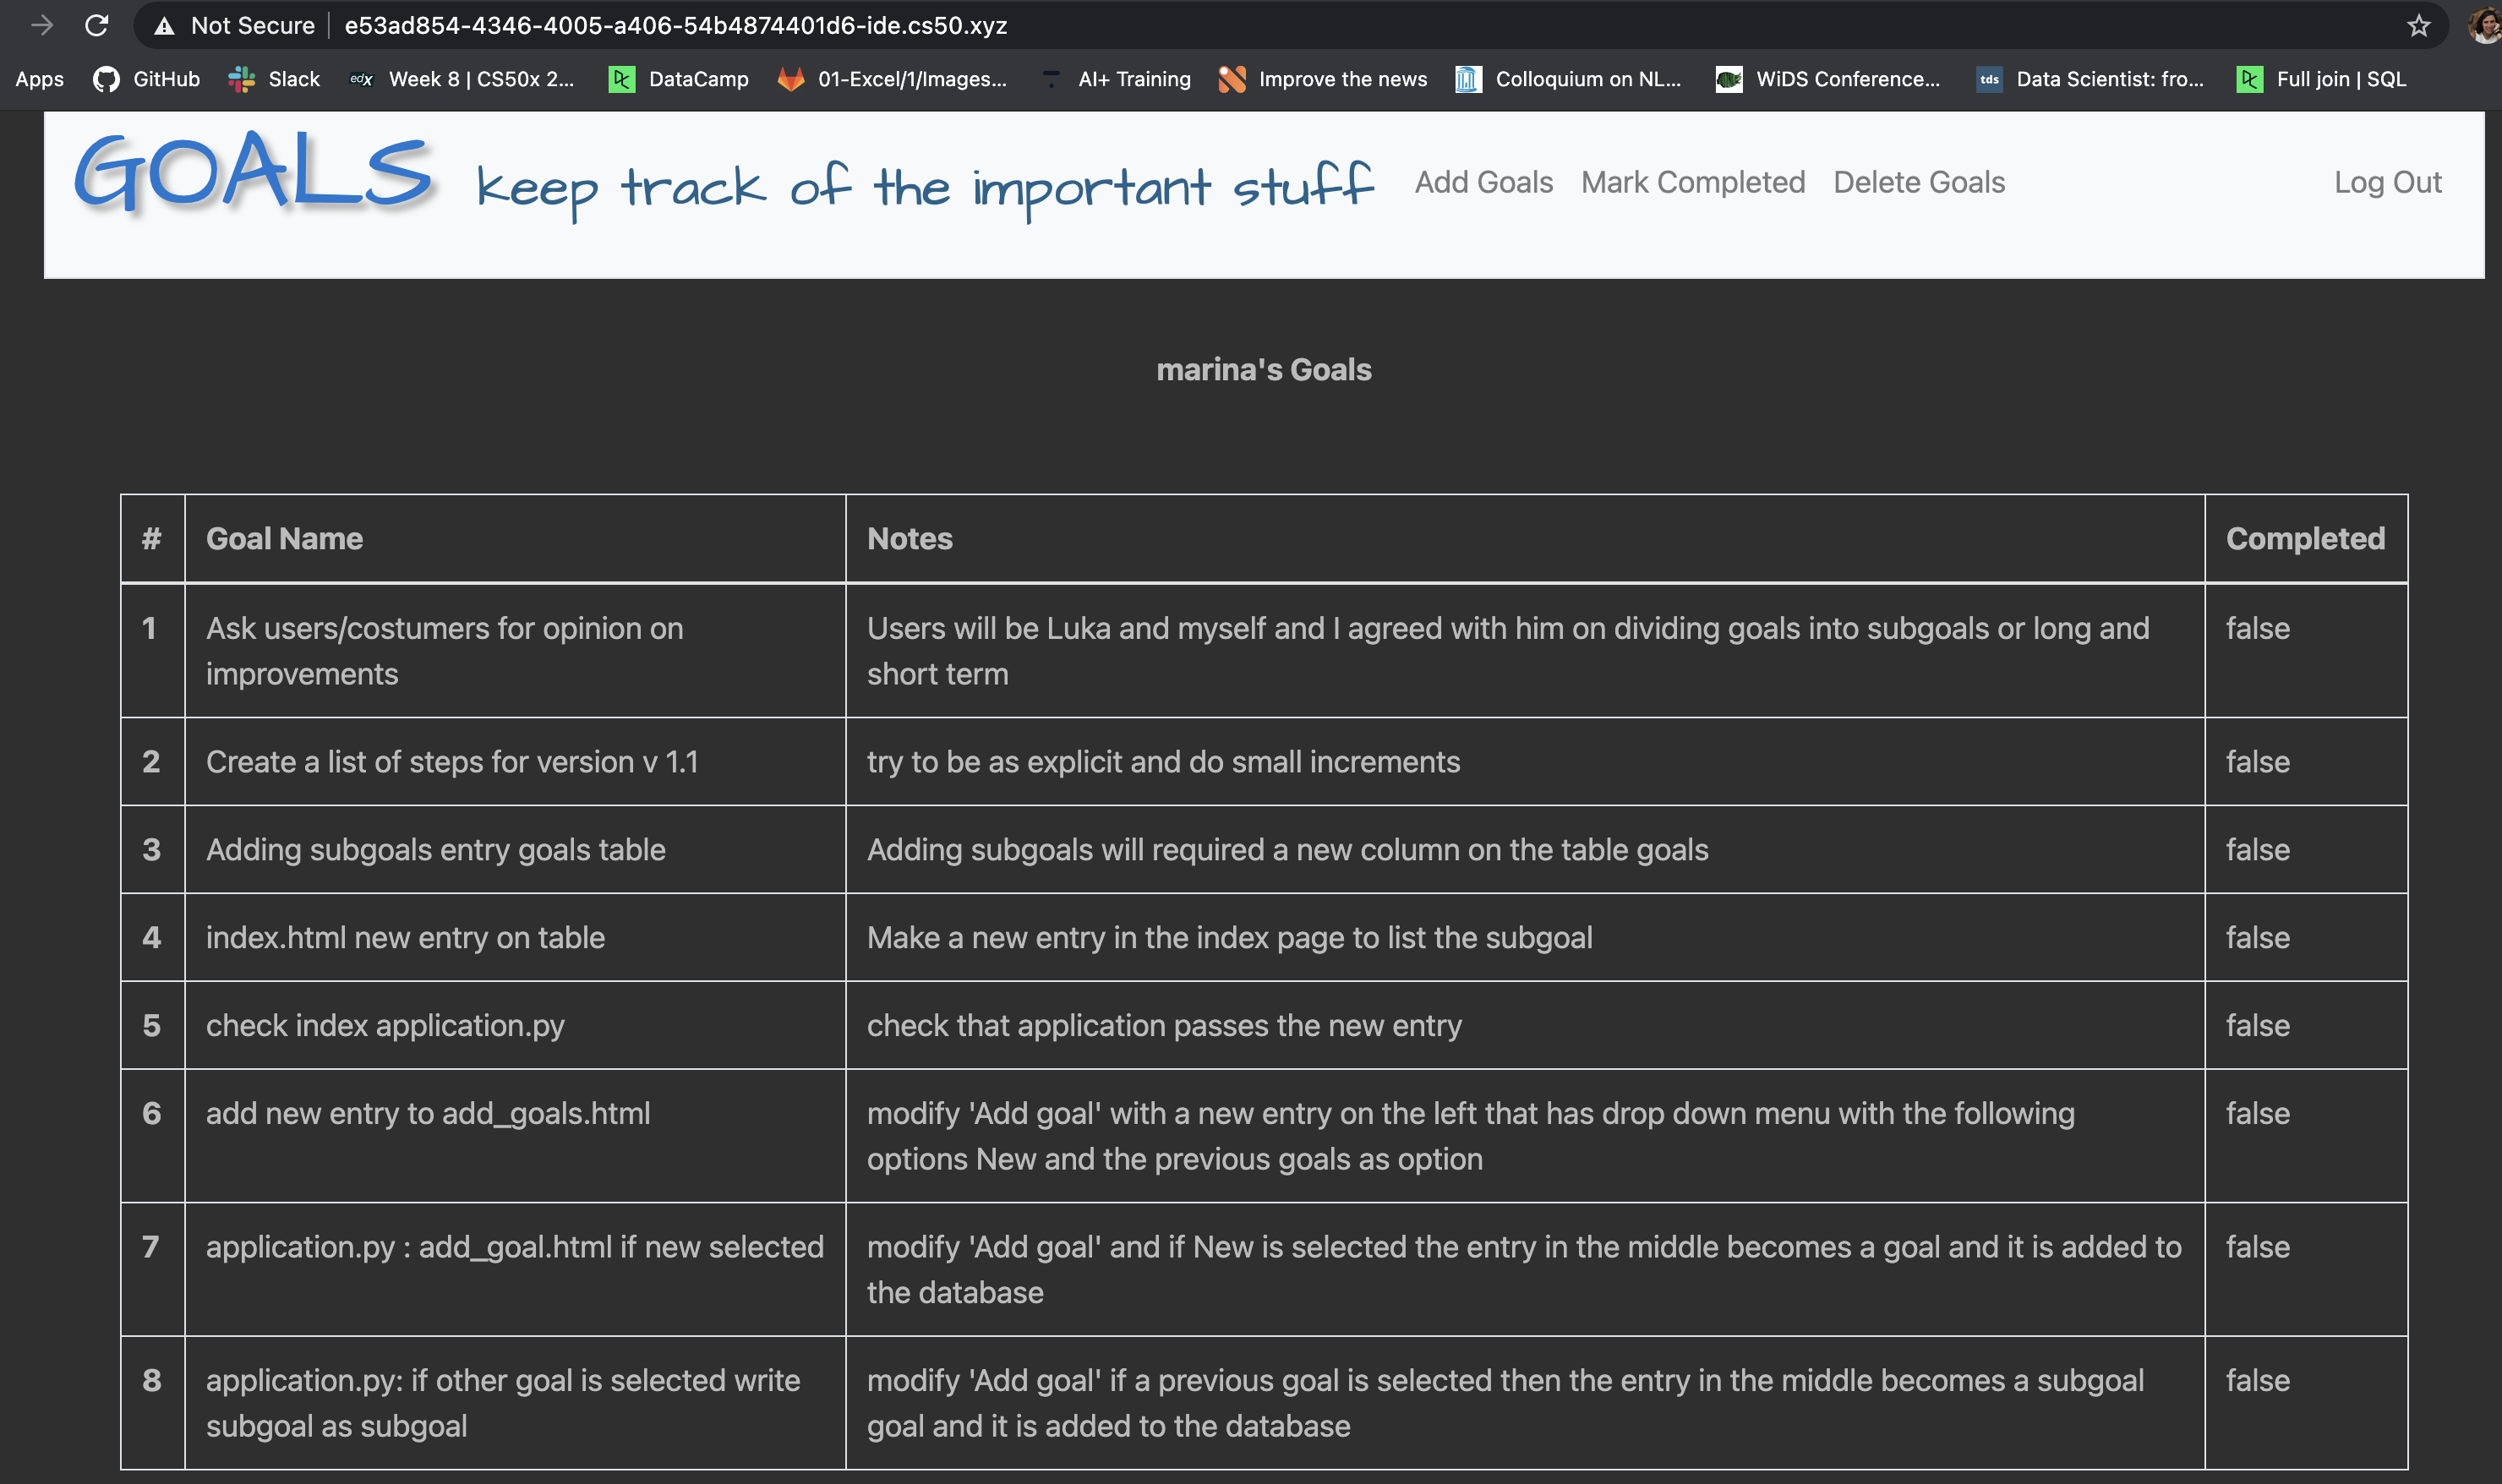 Not Secure e53ad854-4346-4005-a406-54b4874401d6-ide.cs50.xyz
Apps GitHub Slack edX Week 8 | CS50x 2... DataCamp 01-Excel/1/Images... AI+ Training Improve the news Colloquium on NL... WiDS Conference... tds Data Scientist: fro... Full join | SQL
GOALS keep track of the important stuff Add Goals Mark Completed Delete Goals Log Out
marina's Goals
# Goal Name Notes Completed
1 Ask users/costumers for opinion on Users will be Luka and myself and I agreed with him on dividing goals into subgoals or long and false
improvements short term
2 Create a list of steps for version v 1.1 try to be as explicit and do small increments false
3 Adding subgoals entry goals table Adding subgoals will required a new column on the table goals false
4 index.html new entry on table Make a new entry in the index page to list the subgoal false
5 check index application.py check that application passes the new entry false
6 add new entry to add_goals.html modify 'Add goal' with a new entry on the left that has drop down menu with the following false
options New and the previous goals as option
7 application.py : add_goal.html if new selected modify 'Add goal' and if New is selected the entry in the middle becomes a goal and it is added to false
the database
8 application.py: if other goal is selected write modify 'Add goal' if a previous goal is selected then the entry in the middle becomes a subgoal false
subgoal as subgoal goal and it is added to the database